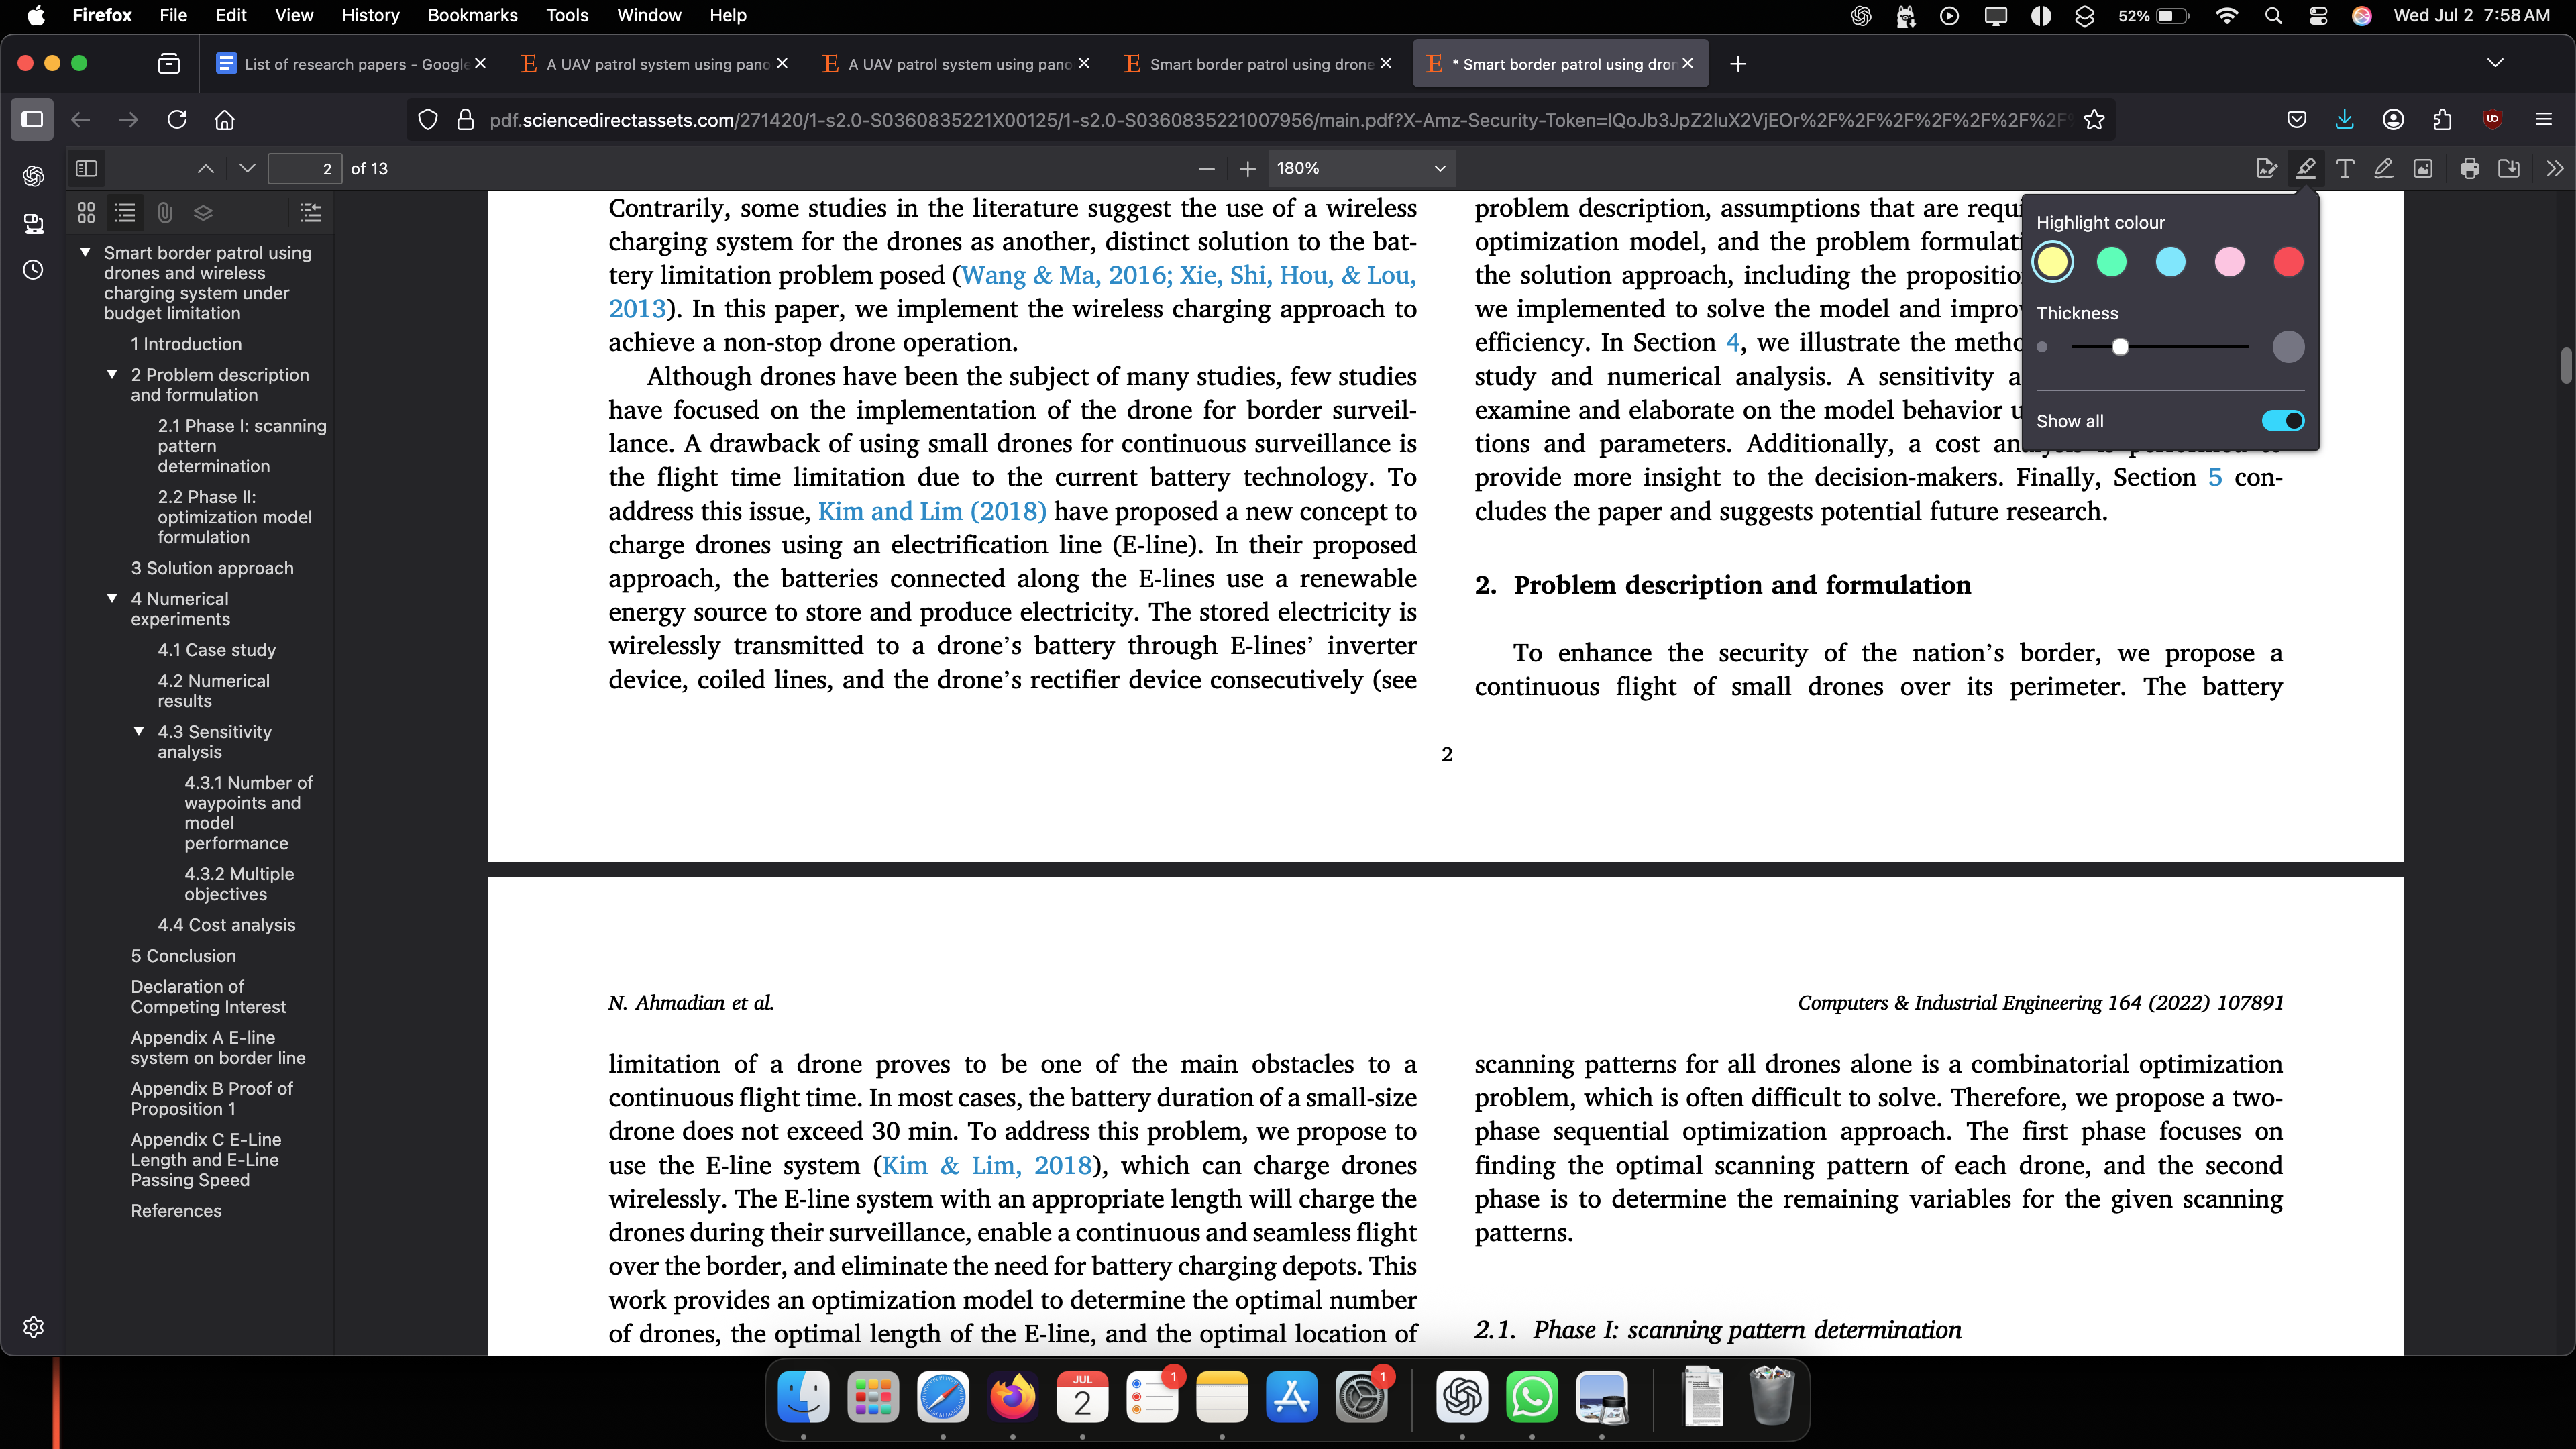 Firefox File Edit View History Bookmarks Tools Window Help
52% Wed Jul 2 7:58 AM
List of research papers - Google
A UAV patrol system using pano
A UAV patrol system using pano
Smart border patrol using drone
* Smart border patrol using dron
pdf.sciencedirectassets.com/271420/1-s2.0-S0360835221X00125/1-s2.0-S0360835221007956/main.pdf?X-Amz-Security-Token=IQoJb3JpZ2luX2VjEOr%2F%2F%2F%2F%2F%2F%2F
2 of 13
180%
Smart border patrol using
drones and wireless
charging system under
budget limitation
1 Introduction
2 Problem description
and formulation
2.1 Phase I: scanning
pattern
determination
2.2 Phase II:
optimization model
formulation
3 Solution approach
4 Numerical
experiments
4.1 Case study
4.2 Numerical
results
4.3 Sensitivity
analysis
4.3.1 Number of
waypoints and
model
performance
4.3.2 Multiple
objectives
4.4 Cost analysis
5 Conclusion
Declaration of
Competing Interest
Appendix A E-line
system on border line
Appendix B Proof of
Proposition 1
Appendix C E-Line
Length and E-Line
Passing Speed
References
Contrarily, some studies in the literature suggest the use of a wireless
charging system for the drones as another, distinct solution to the bat-
tery limitation problem posed (Wang & Ma, 2016; Xie, Shi, Hou, & Lou,
2013). In this paper, we implement the wireless charging approach to
achieve a non-stop drone operation.
Although drones have been the subject of many studies, few studies
have focused on the implementation of the drone for border surveil-
lance. A drawback of using small drones for continuous surveillance is
the flight time limitation due to the current battery technology. To
address this issue, Kim and Lim (2018) have proposed a new concept to
charge drones using an electrification line (E-line). In their proposed
approach, the batteries connected along the E-lines use a renewable
energy source to store and produce electricity. The stored electricity is
wirelessly transmitted to a drone's battery through E-lines' inverter
device, coiled lines, and the drone's rectifier device consecutively (see
problem description, assumptions that are requi
optimization model, and the problem formulati
the solution approach, including the propositio
we implemented to solve the model and improv
efficiency. In Section 4, we illustrate the metho
study and numerical analysis. A sensitivity a
examine and elaborate on the model behavior u
tions and parameters. Additionally, a cost analysis is performed to
provide more insight to the decision-makers. Finally, Section 5 con-
cludes the paper and suggests potential future research.
2. Problem description and formulation
To enhance the security of the nation's border, we propose a
continuous flight of small drones over its perimeter. The battery
Highlight colour
Thickness
Show all
2
N. Ahmadian et al.
Computers & Industrial Engineering 164 (2022) 107891
limitation of a drone proves to be one of the main obstacles to a
continuous flight time. In most cases, the battery duration of a small-size
drone does not exceed 30 min. To address this problem, we propose to
use the E-line system (Kim & Lim, 2018), which can charge drones
wirelessly. The E-line system with an appropriate length will charge the
drones during their surveillance, enable a continuous and seamless flight
over the border, and eliminate the need for battery charging depots. This
work provides an optimization model to determine the optimal number
of drones, the optimal length of the E-line, and the optimal location of
scanning patterns for all drones alone is a combinatorial optimization
problem, which is often difficult to solve. Therefore, we propose a two-
phase sequential optimization approach. The first phase focuses on
finding the optimal scanning pattern of each drone, and the second
phase is to determine the remaining variables for the given scanning
patterns.
2.1. Phase I: scanning pattern determination
JUL
2
1
1